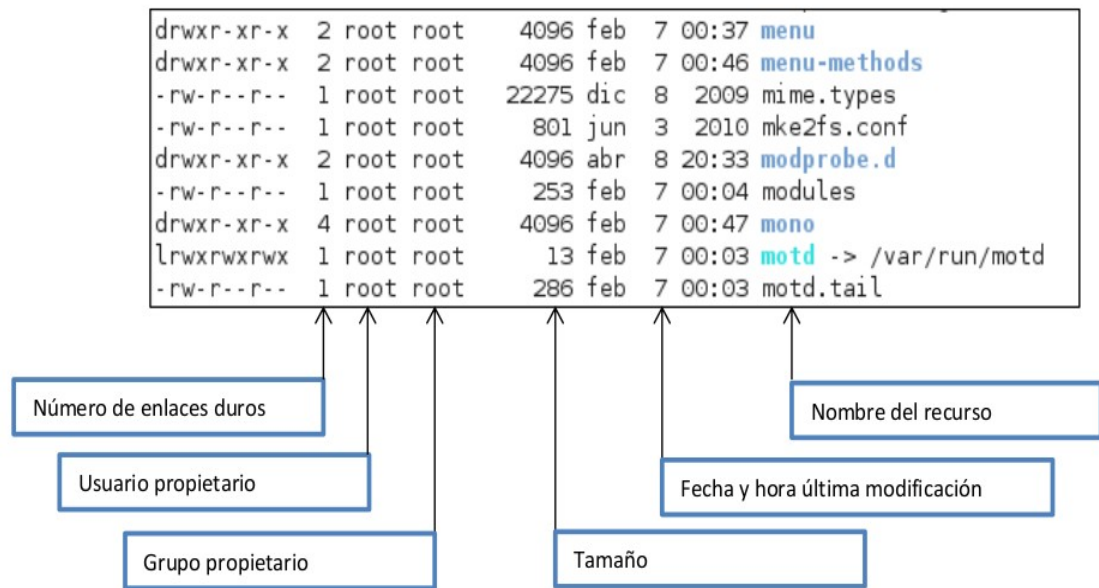 drwxr-xr-x 2 root root 4096 feb 7 00:37 menu
drwxr-xr-x 2 root root 4096 feb 7 00:46 menu-methods
-rw-r--r-- 1 root root 22275 dic 8 2009 mime.types
-rw-r--r-- 1 root root 801 jun 3 2010 mke2fs.conf
drwxr-xr-x 2 root root 4096 abr 8 20:33 modprobe.d
-rw-r--r-- 1 root root 253 feb 7 00:04 modules
drwxr-xr-x 4 root root 4096 feb 7 00:47 mono
lrwxrwxrwx 1 root root 13 feb 7 00:03 motd -> /var/run/motd
-rw-r--r-- 1 root root 286 feb 7 00:03 motd.tail
Número de enlaces duros
Nombre del recurso
Usuario propietario
Fecha y hora última modificación
Grupo propietario
Tamaño